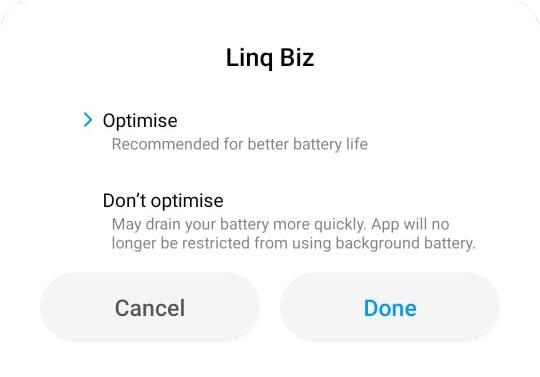 Linq Biz
Optimise
Recommended for better battery life
Don’t optimise
May drain your battery more quickly. App will no
longer be restricted from using background battery.
Cancel
Done